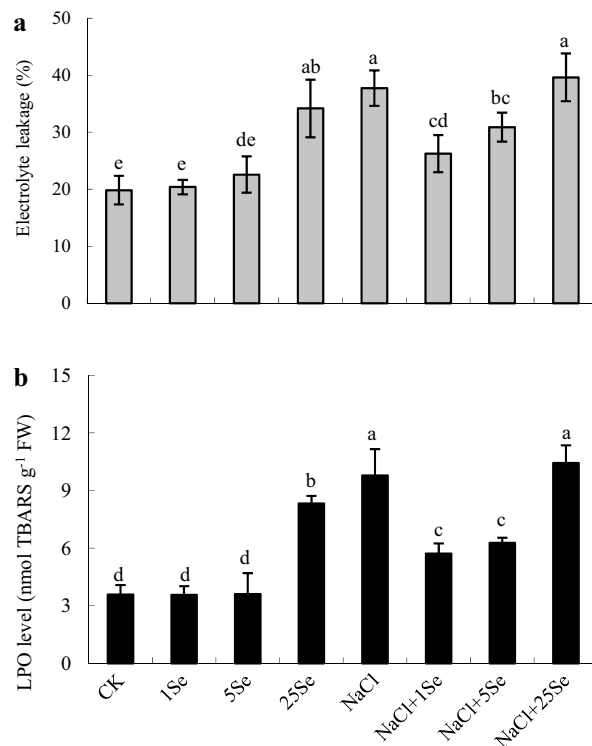 a
Electrolyte leakage (%)
50
40
30
20
10
0
e
e
de
ab
a
cd
bc
a
b
LPO level (nmol TBARS g⁻¹ FW)
15
12
9
6
3
0
d
d
d
b
a
c
c
a
CK
1Se
5Se
25Se
NaCl
NaCl+1Se
NaCl+5Se
NaCl+25Se